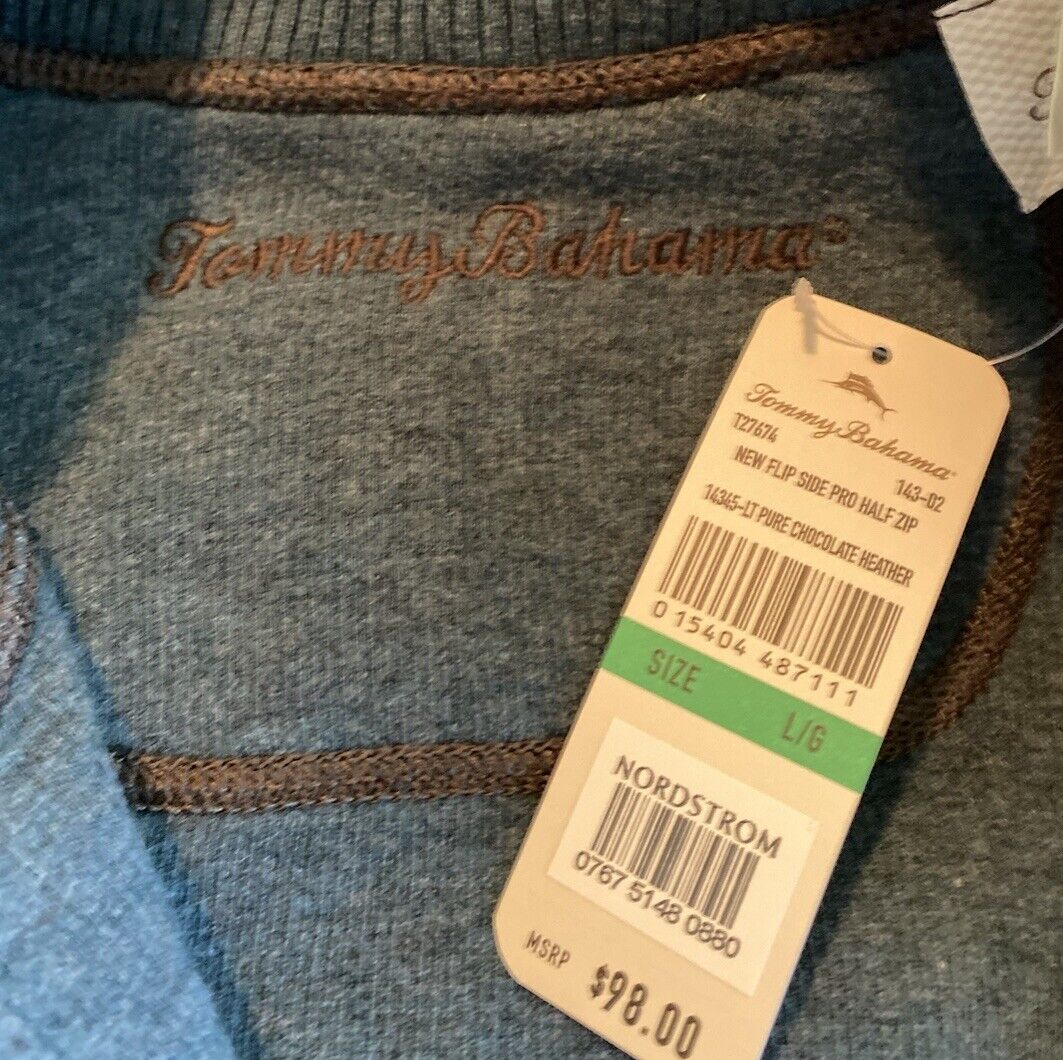 Tommy Bahama®
Tommy Bahama®
T27674 143-02
NEW FLIP SIDE PRO HALF ZIP
14345-LT PURE CHOCOLATE HEATHER
0 15404 487111
SIZE L/G
NORDSTROM
0767 5148 0880
MSRP $98.00